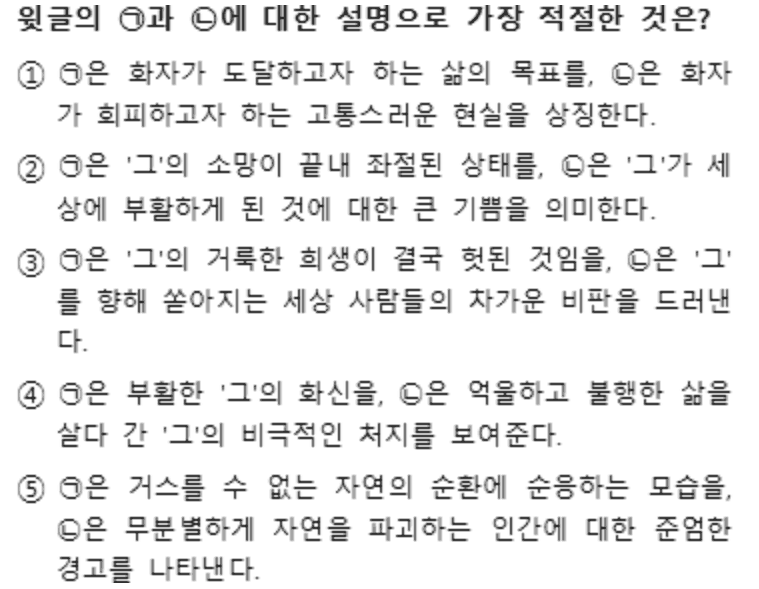 윗글의 ㉠과 ㉡에 대한 설명으로 가장 적절한 것은?
① ㉠은 화자가 도달하고자 하는 삶의 목표를, ㉡은 화자
가 회피하고자 하는 고통스러운 현실을 상징한다.
② ㉠은 '그'의 소망이 끝내 좌절된 상태를, ㉡은 '그'가 세
상에 부활하게 된 것에 대한 큰 기쁨을 의미한다.
③ ㉠은 '그'의 거룩한 희생이 결국 헛된 것임을, ㉡은 '그'
를 향해 쏟아지는 세상 사람들의 차가운 비판을 드러낸
다.
④ ㉠은 부활한 '그'의 화신을, ㉡은 억울하고 불행한 삶을
살다 간 '그'의 비극적인 처지를 보여준다.
⑤ ㉠은 거스를 수 없는 자연의 순환에 순응하는 모습을,
㉡은 무분별하게 자연을 파괴하는 인간에 대한 준엄한
경고를 나타낸다.